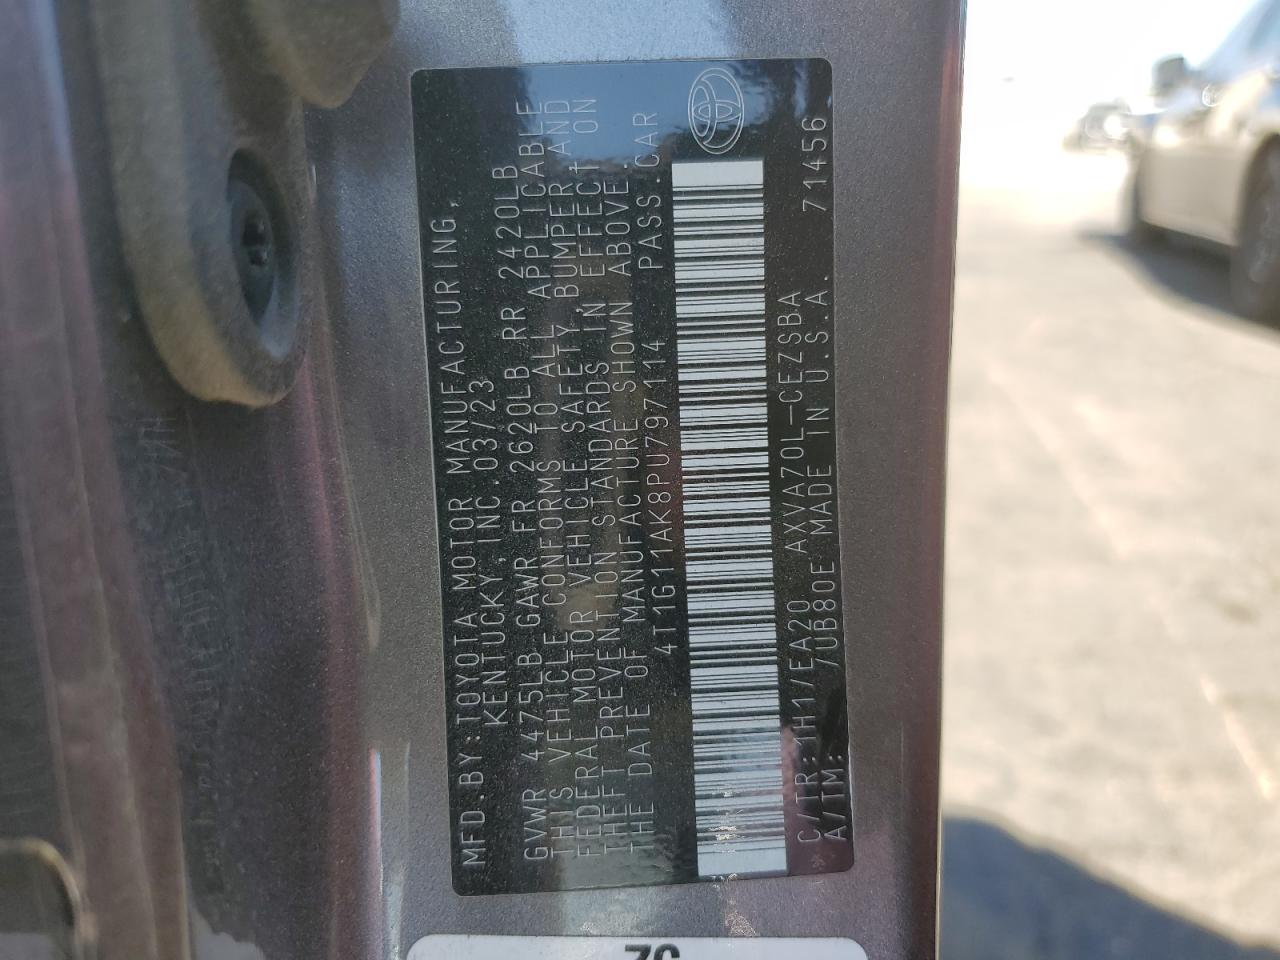 MFD.BY:TOYOTA MOTOR MANUFACTURING,
KENTUCKY,INC.03/23
GVWR 4475LB GAWR FR 2620LB RR 2420LB
THIS VEHICLE CONFORMS TO ALL APPLICABLE
FEDERAL MOTOR VEHICLE SAFETY,BUMPER AND
THEFT PREVENTION STANDARDS IN EFFECT ON
THE DATE OF MANUFACTURE SHOWN ABOVE.
4T1G11AK8PU797114 PASS.CAR
C/TR:1H1/EA20 AXVA70L-CEZSBA
A/TM: /UB80E MADE IN U.S.A. 71456